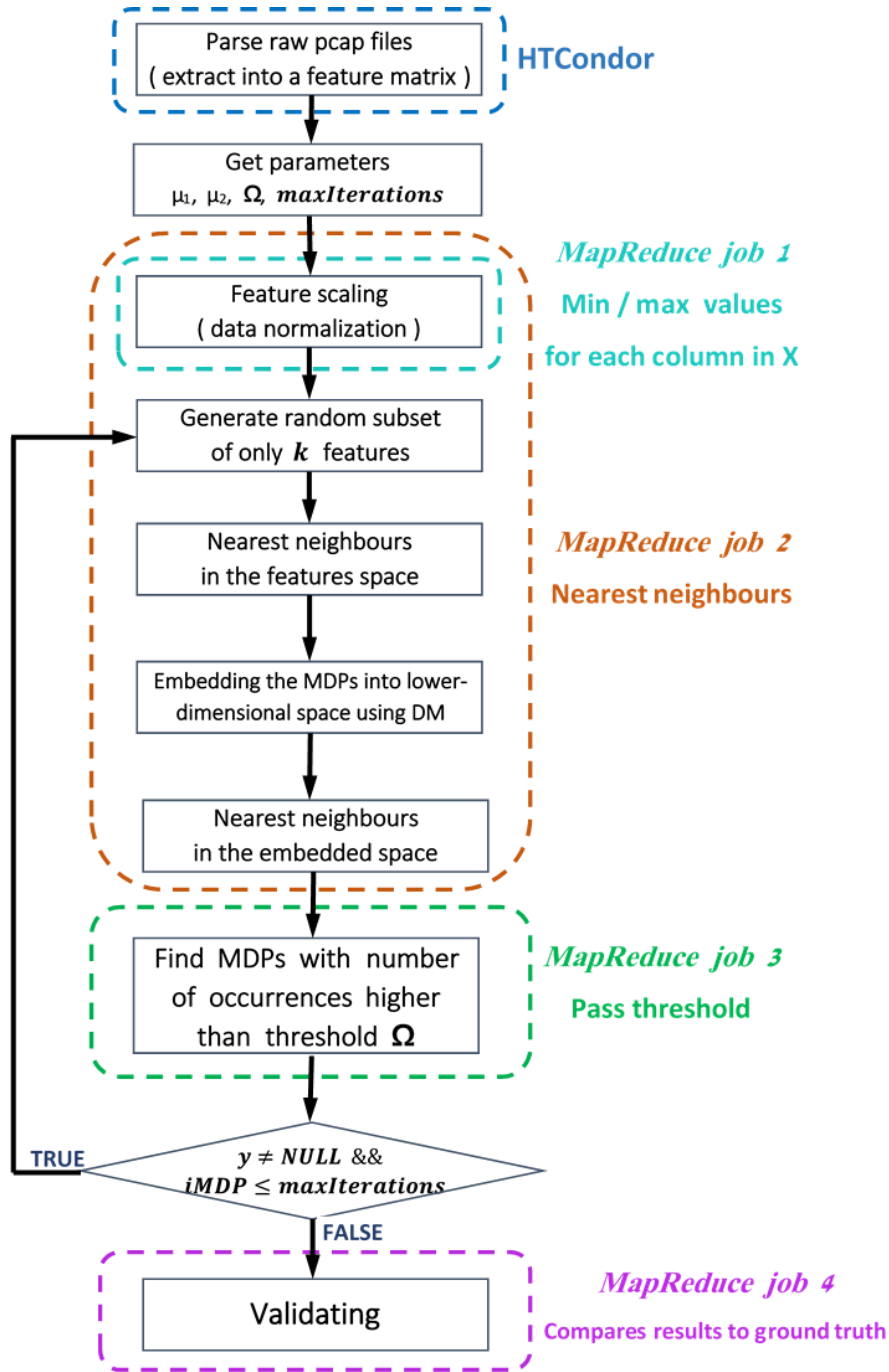 Parse raw pcap files
( extract into a feature matrix )
HTCondor
Get parameters
μ₁, μ₂, Ω, maxIterations
MapReduce job 1
Min / max values
for each column in X
Feature scaling
( data normalization )
Generate random subset
of only k features
MapReduce job 2
Nearest neighbours
Nearest neighbours
in the features space
Embedding the MDPs into lower-
dimensional space using DM
Nearest neighbours
in the embedded space
MapReduce job 3
Pass threshold
Find MDPs with number
of occurrences higher
than threshold Ω
TRUE
y ≠ NULL &&
iMDP ≤ maxIterations
FALSE
MapReduce job 4
Compares results to ground truth
Validating